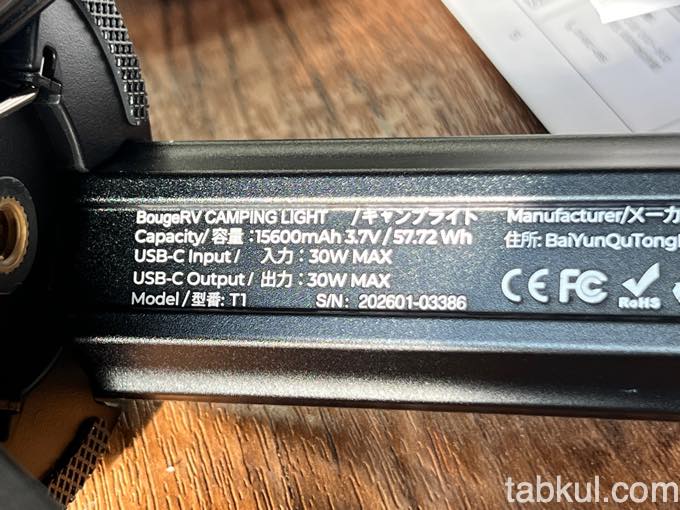 BougeRV CAMPING LIGHT /キャンプライト
Capacity/容量:15600mAh 3.7V/57.72 Wh
USB-C Input/ 入力:30W MAX
USB-C Output/ 出力:30W MAX
Model/型番: T1 S/N: 202601-03386
Manufacturer/メーカ
住所: BaiYunQuTong
CE FC RoHS
tabkul.com